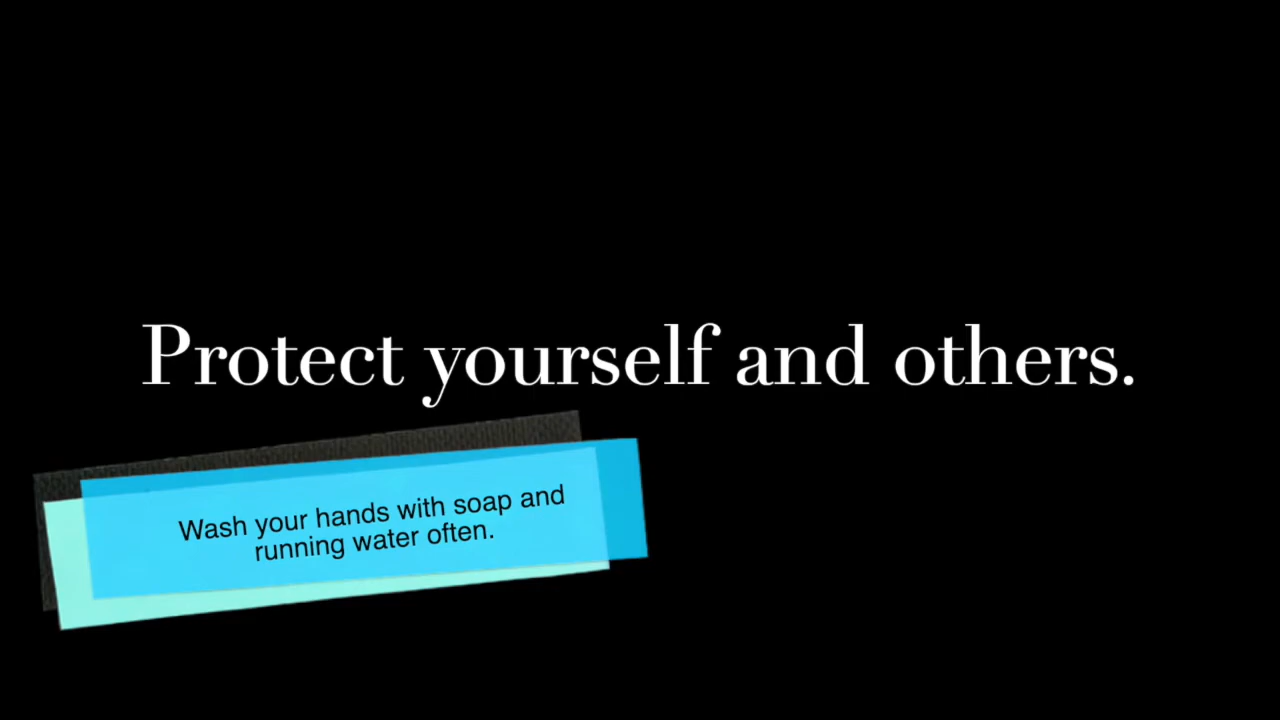 Protect yourself and others.
Wash your hands with soap and
running water often.